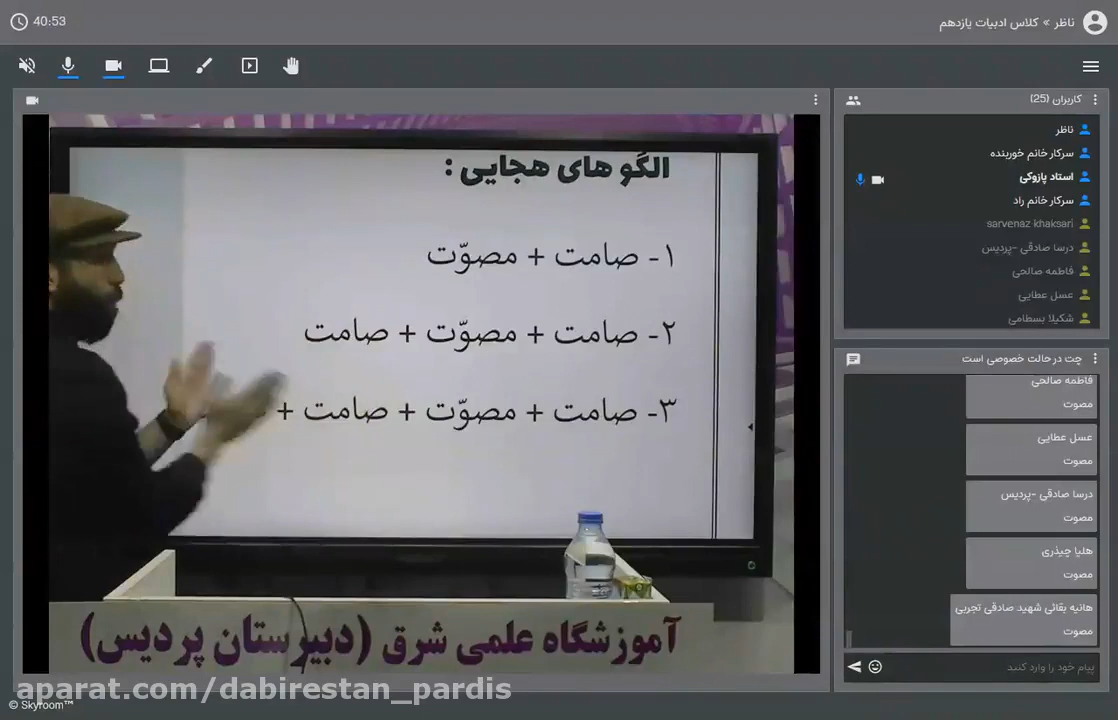 40:53
ناظر » کلاس ادبیات یازدهم
الگو های هجایی :
۱- صامت + مصوّت
۲- صامت + مصوّت + صامت
۳- صامت + مصوّت + صامت +
آموزشگاه علمی شرق (دبیرستان پردیس)
aparat.com/dabirestan_pardis
© Skyroom™
کاربران (25)
ناظر
سرکار خانم خوربنده
استاد پازوکی
سرکار خانم راد
sarvenaz khaksari
درسا صادقی -پردیس
فاطمه صالحی
عسل عطایی
شکیلا بسطامی
چت در حالت خصوصی است
فاطمه صالحی
مصوت
عسل عطایی
مصوت
درسا صادقی -پردیس
مصوت
هلیا چیذری
مصوت
هانیه بقائی شهید صادقی تجربی
مصوت
پیام خود را وارد کنید.